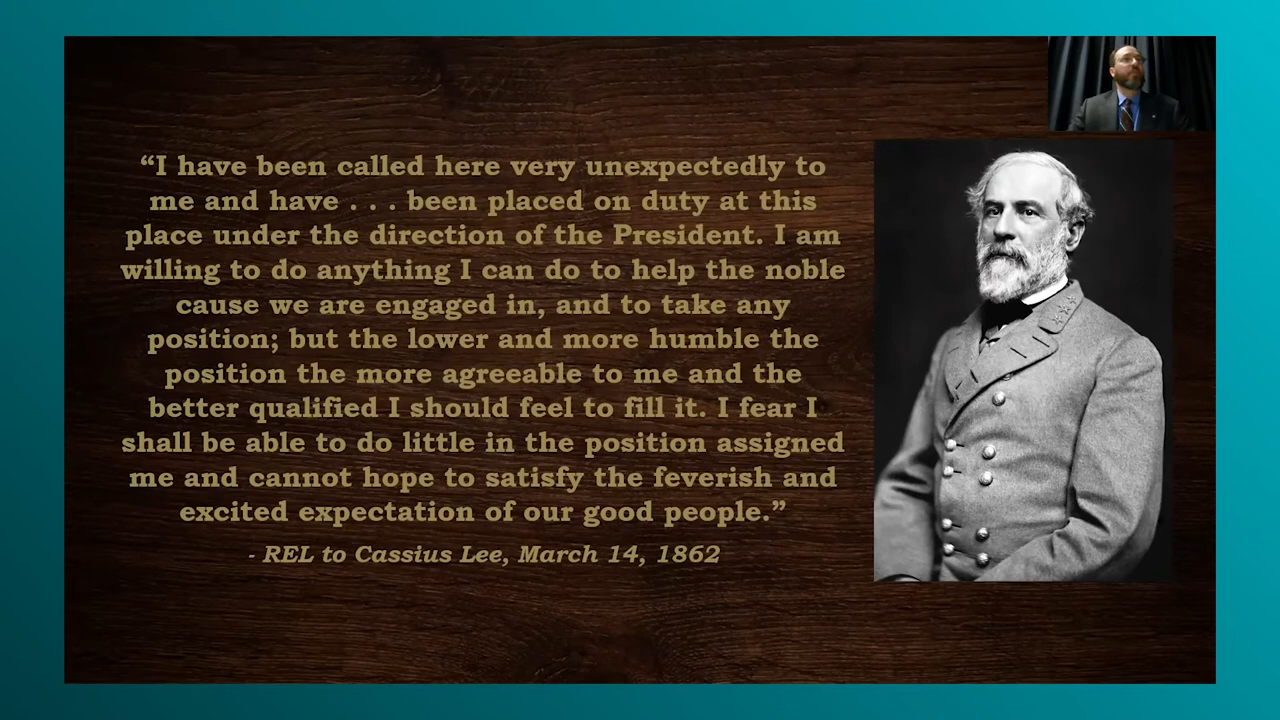 “I have been called here very unexpectedly to
me and have . . . been placed on duty at this
place under the direction of the President. I am
willing to do anything I can do to help the noble
cause we are engaged in, and to take any
position; but the lower and more humble the
position the more agreeable to me and the
better qualified I should feel to fill it. I fear I
shall be able to do little in the position assigned
me and cannot hope to satisfy the feverish and
excited expectation of our good people.”
- REL to Cassius Lee, March 14, 1862